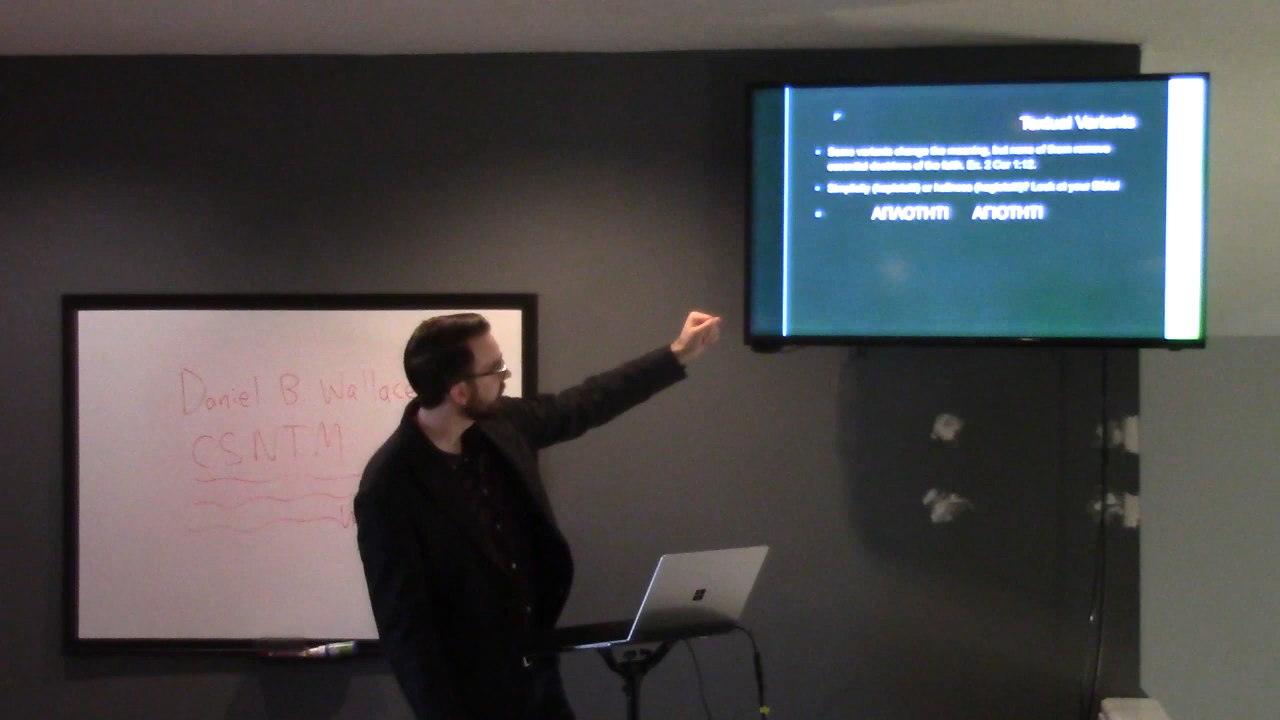 Textual Variants
Some variants change the meaning, but none of them remove
essential doctrines of the faith. Ex. 2 Cor 1:12.
Simplicity (haplotēti) or holiness (hagiotēti)? Look at your Bible!
ΑΠΛΟΤΗΤΙ ΑΓΙΟΤΗΤΙ
Daniel B. Wallace
CSNTM